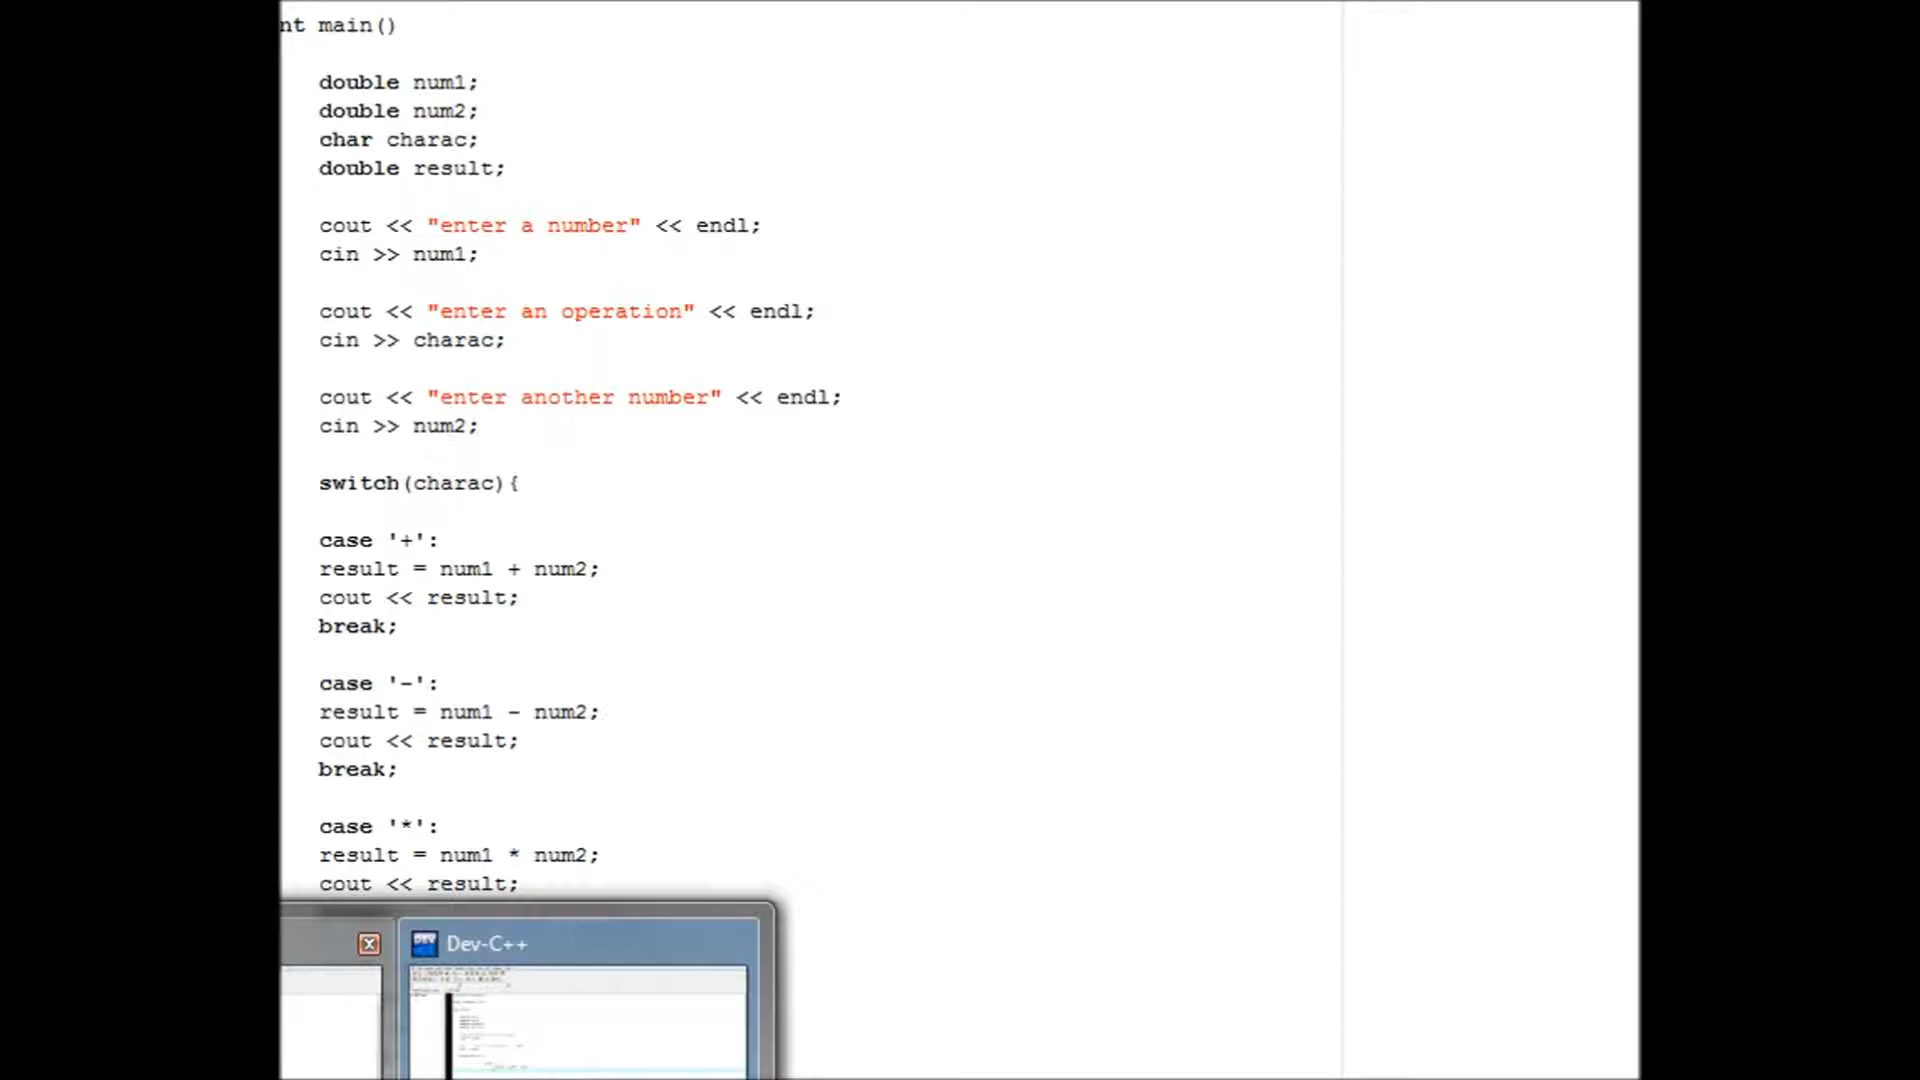 nt main()
double num1;
double num2;
char charac;
double result;
cout << "enter a number" << endl;
cin >> num1;
cout << "enter an operation" << endl;
cin >> charac;
cout << "enter another number" << endl;
cin >> num2;
switch(charac){
case '+':
result = num1 + num2;
cout << result;
break;
case '-':
result = num1 - num2;
cout << result;
break;
case '*':
result = num1 * num2;
cout << result;
DEV Dev-C++